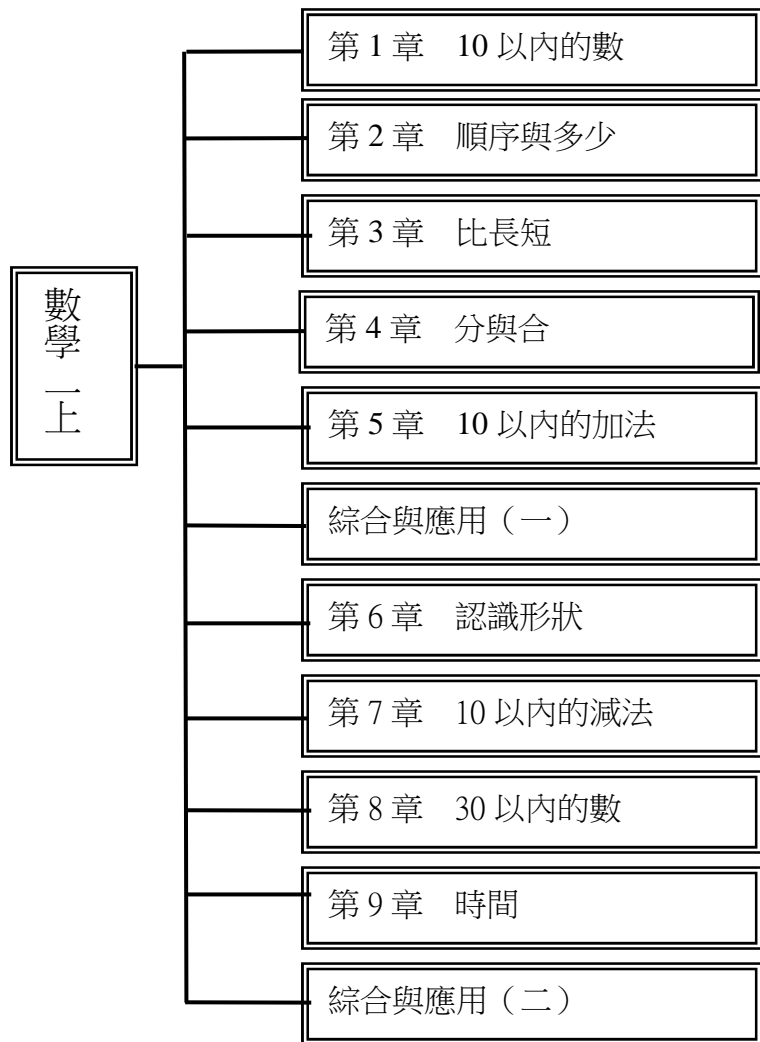 數學一上
第 1 章 10 以內的數
第 2 章 順序與多少
第 3 章 比長短
第 4 章 分與合
第 5 章 10 以內的加法
綜合與應用（一）
第 6 章 認識形狀
第 7 章 10 以內的減法
第 8 章 30 以內的數
第 9 章 時間
綜合與應用（二）